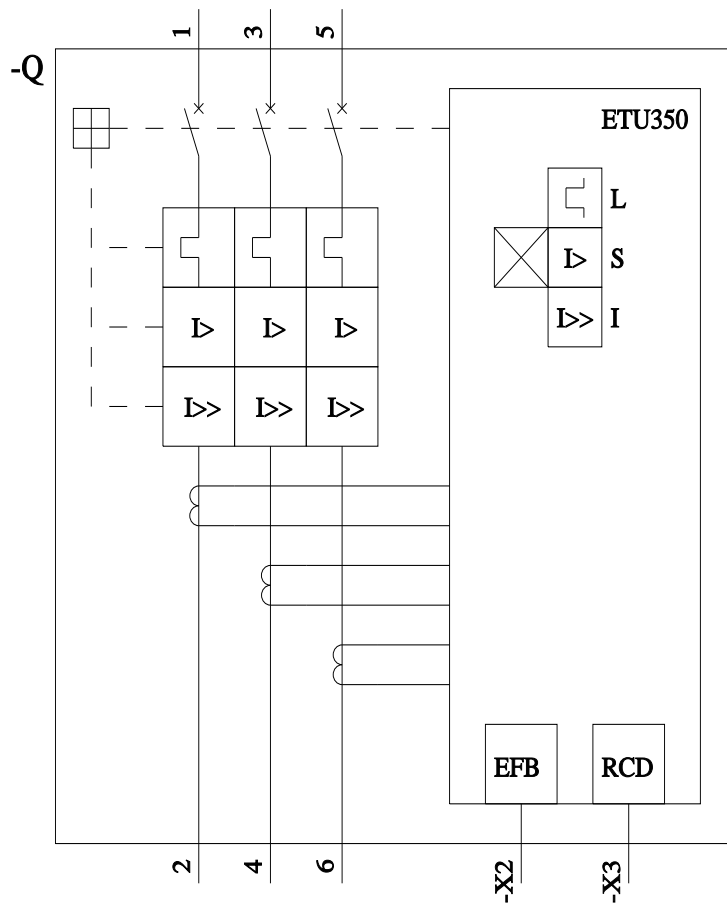 1 3 5
-Q
ETU350
L
I> S
I> I> I>
I>> I
I>> I>> I>>
EFB RCD
2 4 6 -X2 -X3